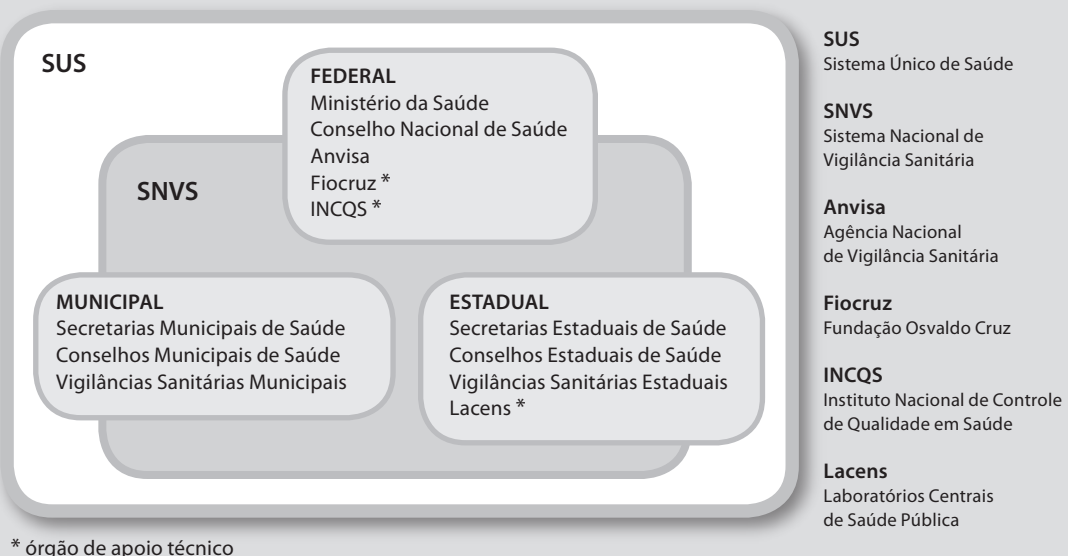 SUS
FEDERAL
Ministério da Saúde
Conselho Nacional de Saúde
Anvisa
Fiocruz *
INCQS *
SNVS
MUNICIPAL
Secretarias Municipais de Saúde
Conselhos Municipais de Saúde
Vigilâncias Sanitárias Municipais
ESTADUAL
Secretarias Estaduais de Saúde
Conselhos Estaduais de Saúde
Vigilâncias Sanitárias Estaduais
Lacens *
* órgão de apoio técnico
SUS
Sistema Único de Saúde
SNVS
Sistema Nacional de
Vigilância Sanitária
Anvisa
Agência Nacional
de Vigilância Sanitária
Fiocruz
Fundação Osvaldo Cruz
INCQS
Instituto Nacional de Controle
de Qualidade em Saúde
Lacens
Laboratórios Centrais
de Saúde Pública